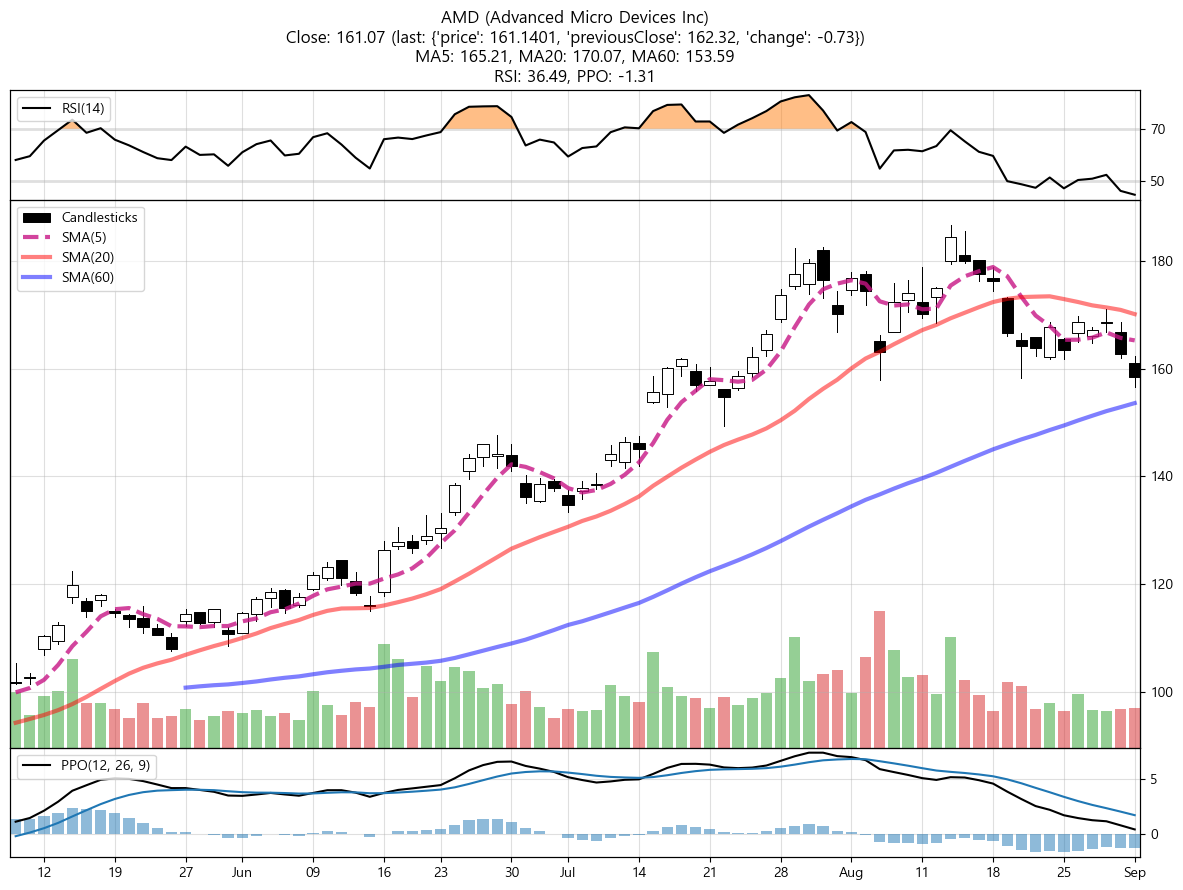 AMD (Advanced Micro Devices Inc)
Close: 161.07 (last: {'price': 161.1401, 'previousClose': 162.32, 'change': -0.73})
MA5: 165.21, MA20: 170.07, MA60: 153.59
RSI: 36.49, PPO: -1.31
RSI(14)
70
50
Candlesticks
SMA(5)
SMA(20)
SMA(60)
180
160
140
120
100
PPO(12, 26, 9)
5
0
12 19 27 Jun 09 16 23 30 Jul 14 21 28 Aug 11 18 25 Sep